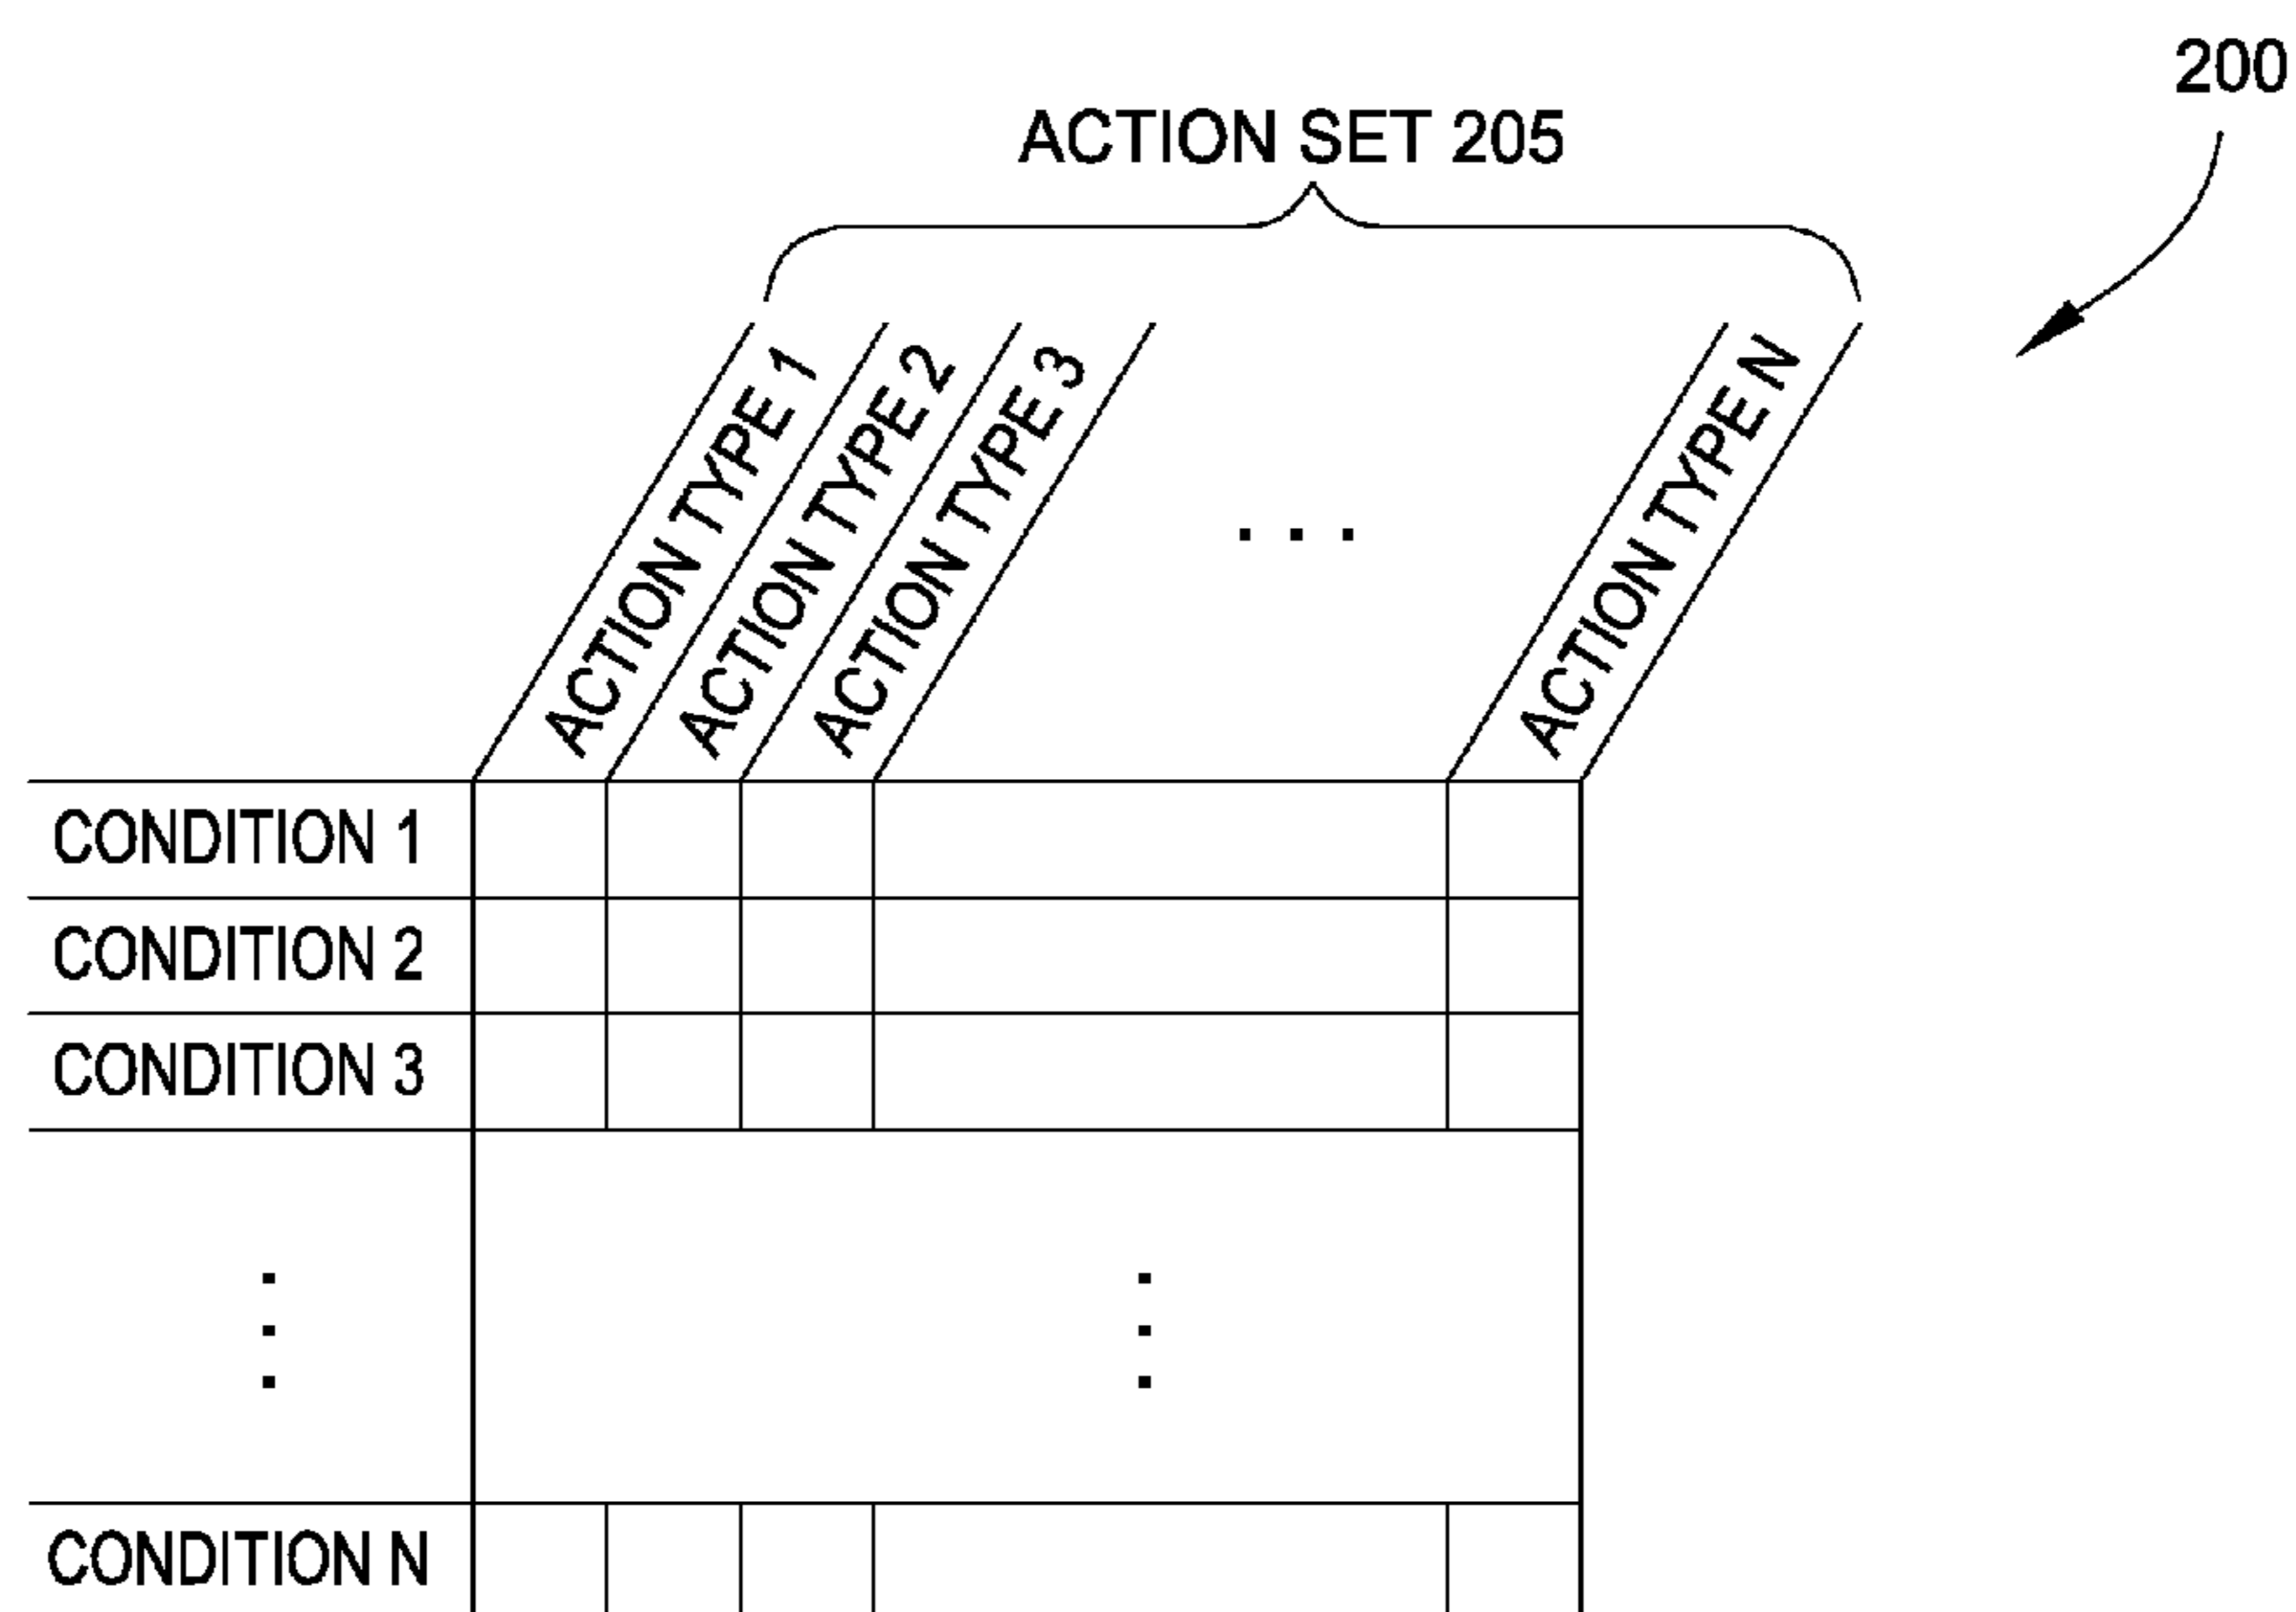 200
ACTION SET 205
ACTION TYPE 1
ACTION TYPE 2
ACTION TYPE 3
. . .
ACTION TYPE N
CONDITION 1
CONDITION 2
CONDITION 3
CONDITION N